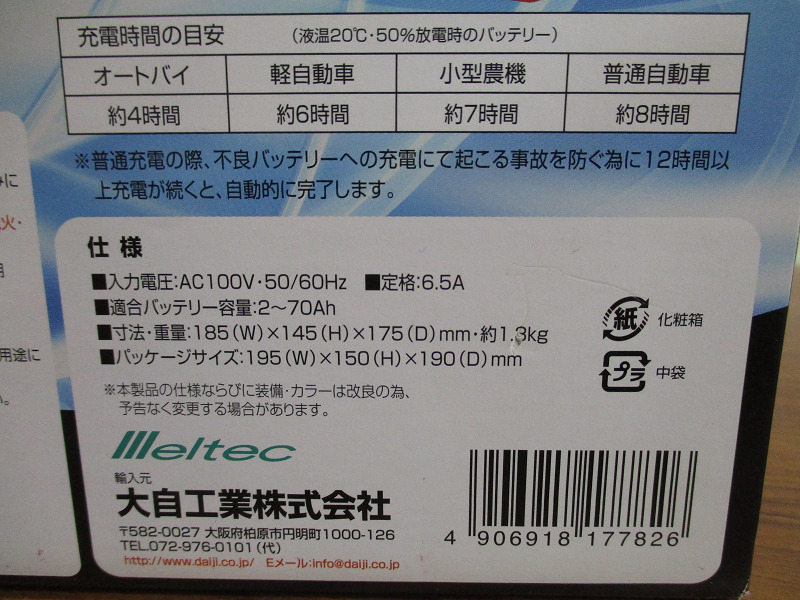 充電時間の目安 (液温20℃・50%放電時のバッテリー)
オートバイ 軽自動車 小型農機 普通自動車
約4時間 約6時間 約7時間 約8時間
※普通充電の際、不良バッテリーへの充電にて起こる事故を防ぐ為に12時間以
上充電が続くと、自動的に完了します。
みに
火・
用
用途に
い。
仕様
■入力電圧:AC100V・50/60Hz ■定格:6.5A
■適合バッテリー容量:2～70Ah
■寸法・重量:185(W)×145(H)×175(D)mm・約1.3kg
■パッケージサイズ:195(W)×150(H)×190(D)mm
紙 化粧箱
プラ 中袋
※本製品の仕様ならびに装備・カラーは改良の為、
予告なく変更する場合があります。
Meltec
輸入元
大自工業株式会社
〒582-0027 大阪府柏原市円明町1000-126
TEL.072-976-0101(代)
http://www.daiji.co.jp/ Eメール:info@daiji.co.jp
4 906918 177826